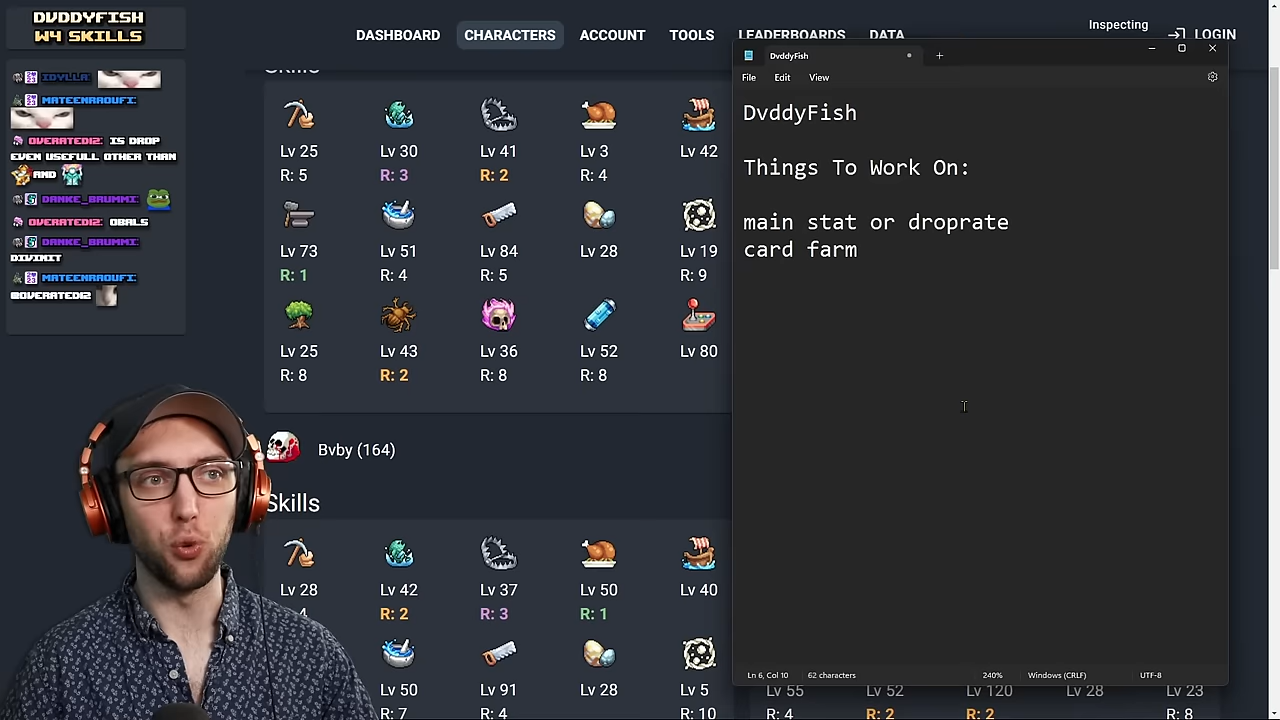 DVDDYFISH
W4 SKILLS
IDYLLA:
MATEENRAOUFI:
OVERATED12: IS DROP
EVEN USEFULL OTHER THAN
AND
DANKE_BRUMMI:
OVERATED12: OBALS
DANKE_BRUMMI:
DIVINIT
MATEENRAOUFI:
@OVERATED12
DASHBOARD CHARACTERS ACCOUNT TOOLS LEADERBOARDS DATA
Inspecting
LOGIN
Skills
Lv 25 Lv 30 Lv 41 Lv 3 Lv 42
R: 5 R: 3 R: 2 R: 4
Lv 73 Lv 51 Lv 84 Lv 28 Lv 19
R: 1 R: 4 R: 5 R: 9
Lv 25 Lv 43 Lv 36 Lv 52 Lv 80
R: 8 R: 2 R: 8 R: 8
Bvby (164)
Skills
Lv 28 Lv 42 Lv 37 Lv 50 Lv 40
4 R: 2 R: 3 R: 1
Lv 50 Lv 91 Lv 28 Lv 5
R: 7 R: 4 R: 10
DvddyFish
File Edit View
DvddyFish
Things To Work On:
main stat or droprate
card farm
Ln 6, Col 10 62 characters 240% Windows (CRLF) UTF-8
Lv 55 Lv 52 Lv 120 Lv 28 Lv 23
R: 4 R: 2 R: 2 R: 8